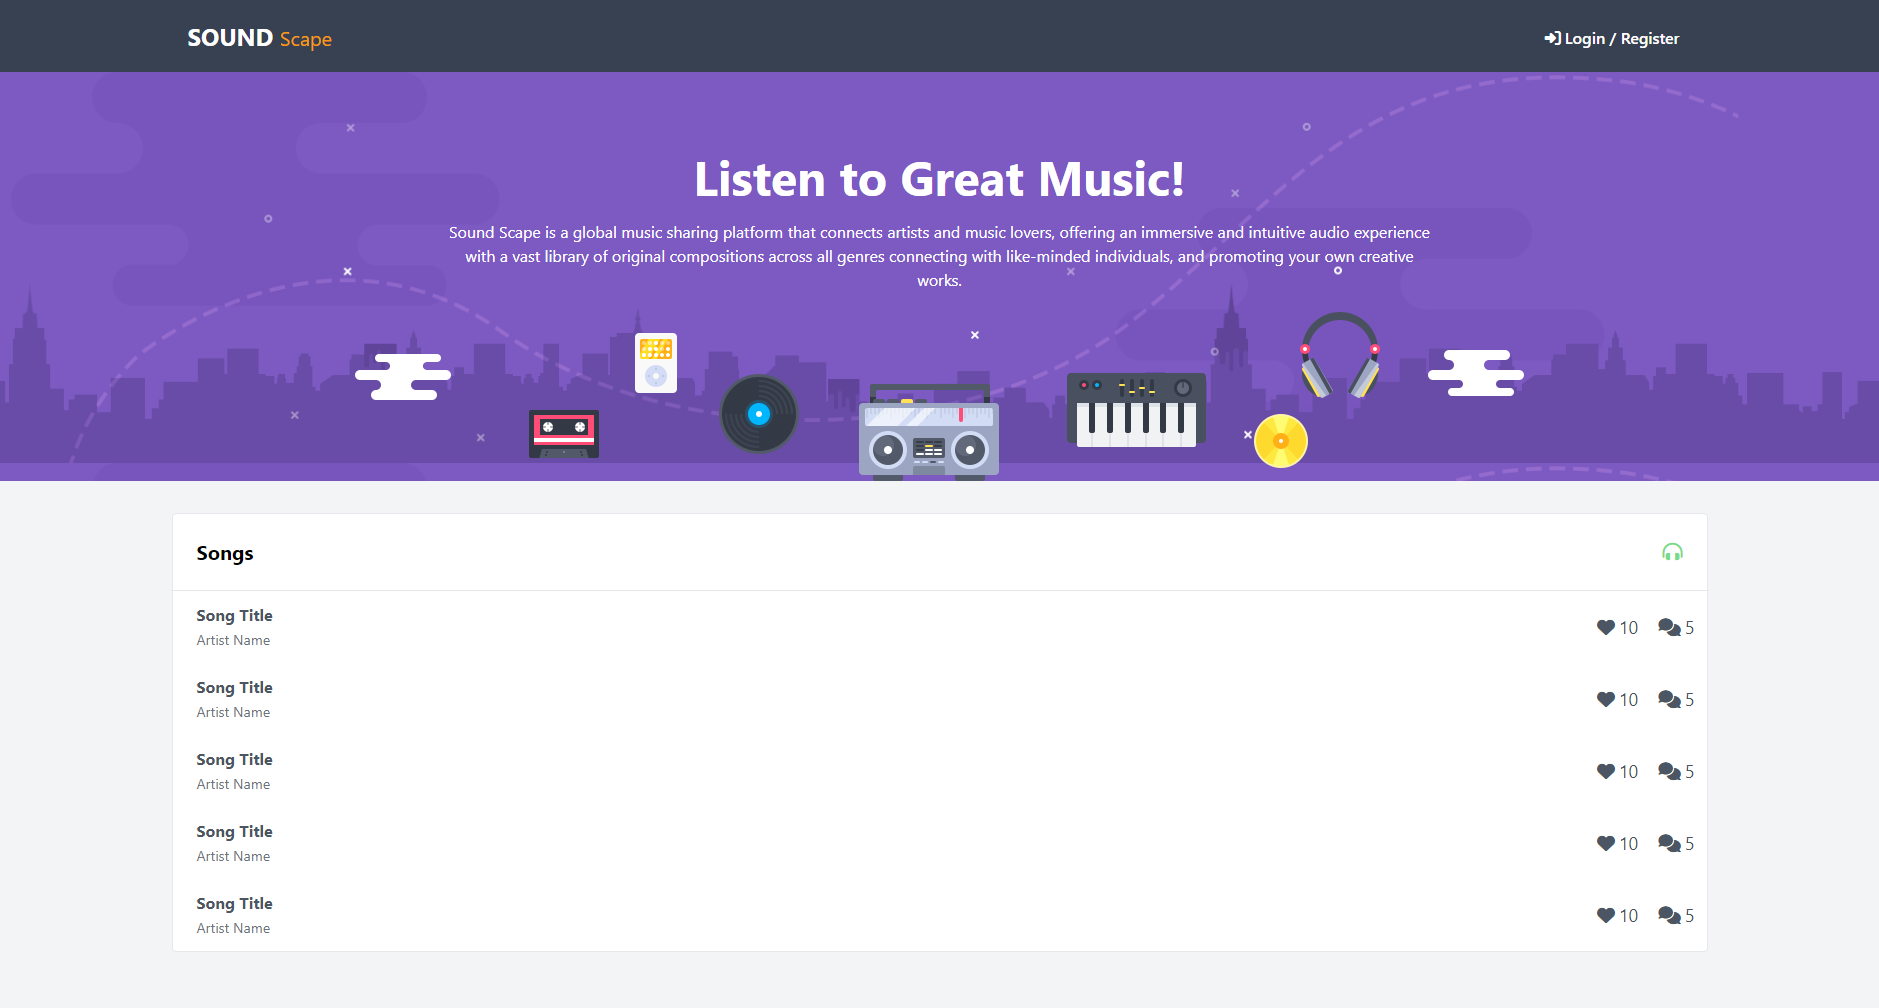 SOUND Scape
Login / Register
Listen to Great Music!
Sound Scape is a global music sharing platform that connects artists and music lovers, offering an immersive and intuitive audio experience
with a vast library of original compositions across all genres connecting with like-minded individuals, and promoting your own creative
works.
Songs
Song Title
Artist Name
10 5
Song Title
Artist Name
10 5
Song Title
Artist Name
10 5
Song Title
Artist Name
10 5
Song Title
Artist Name
10 5